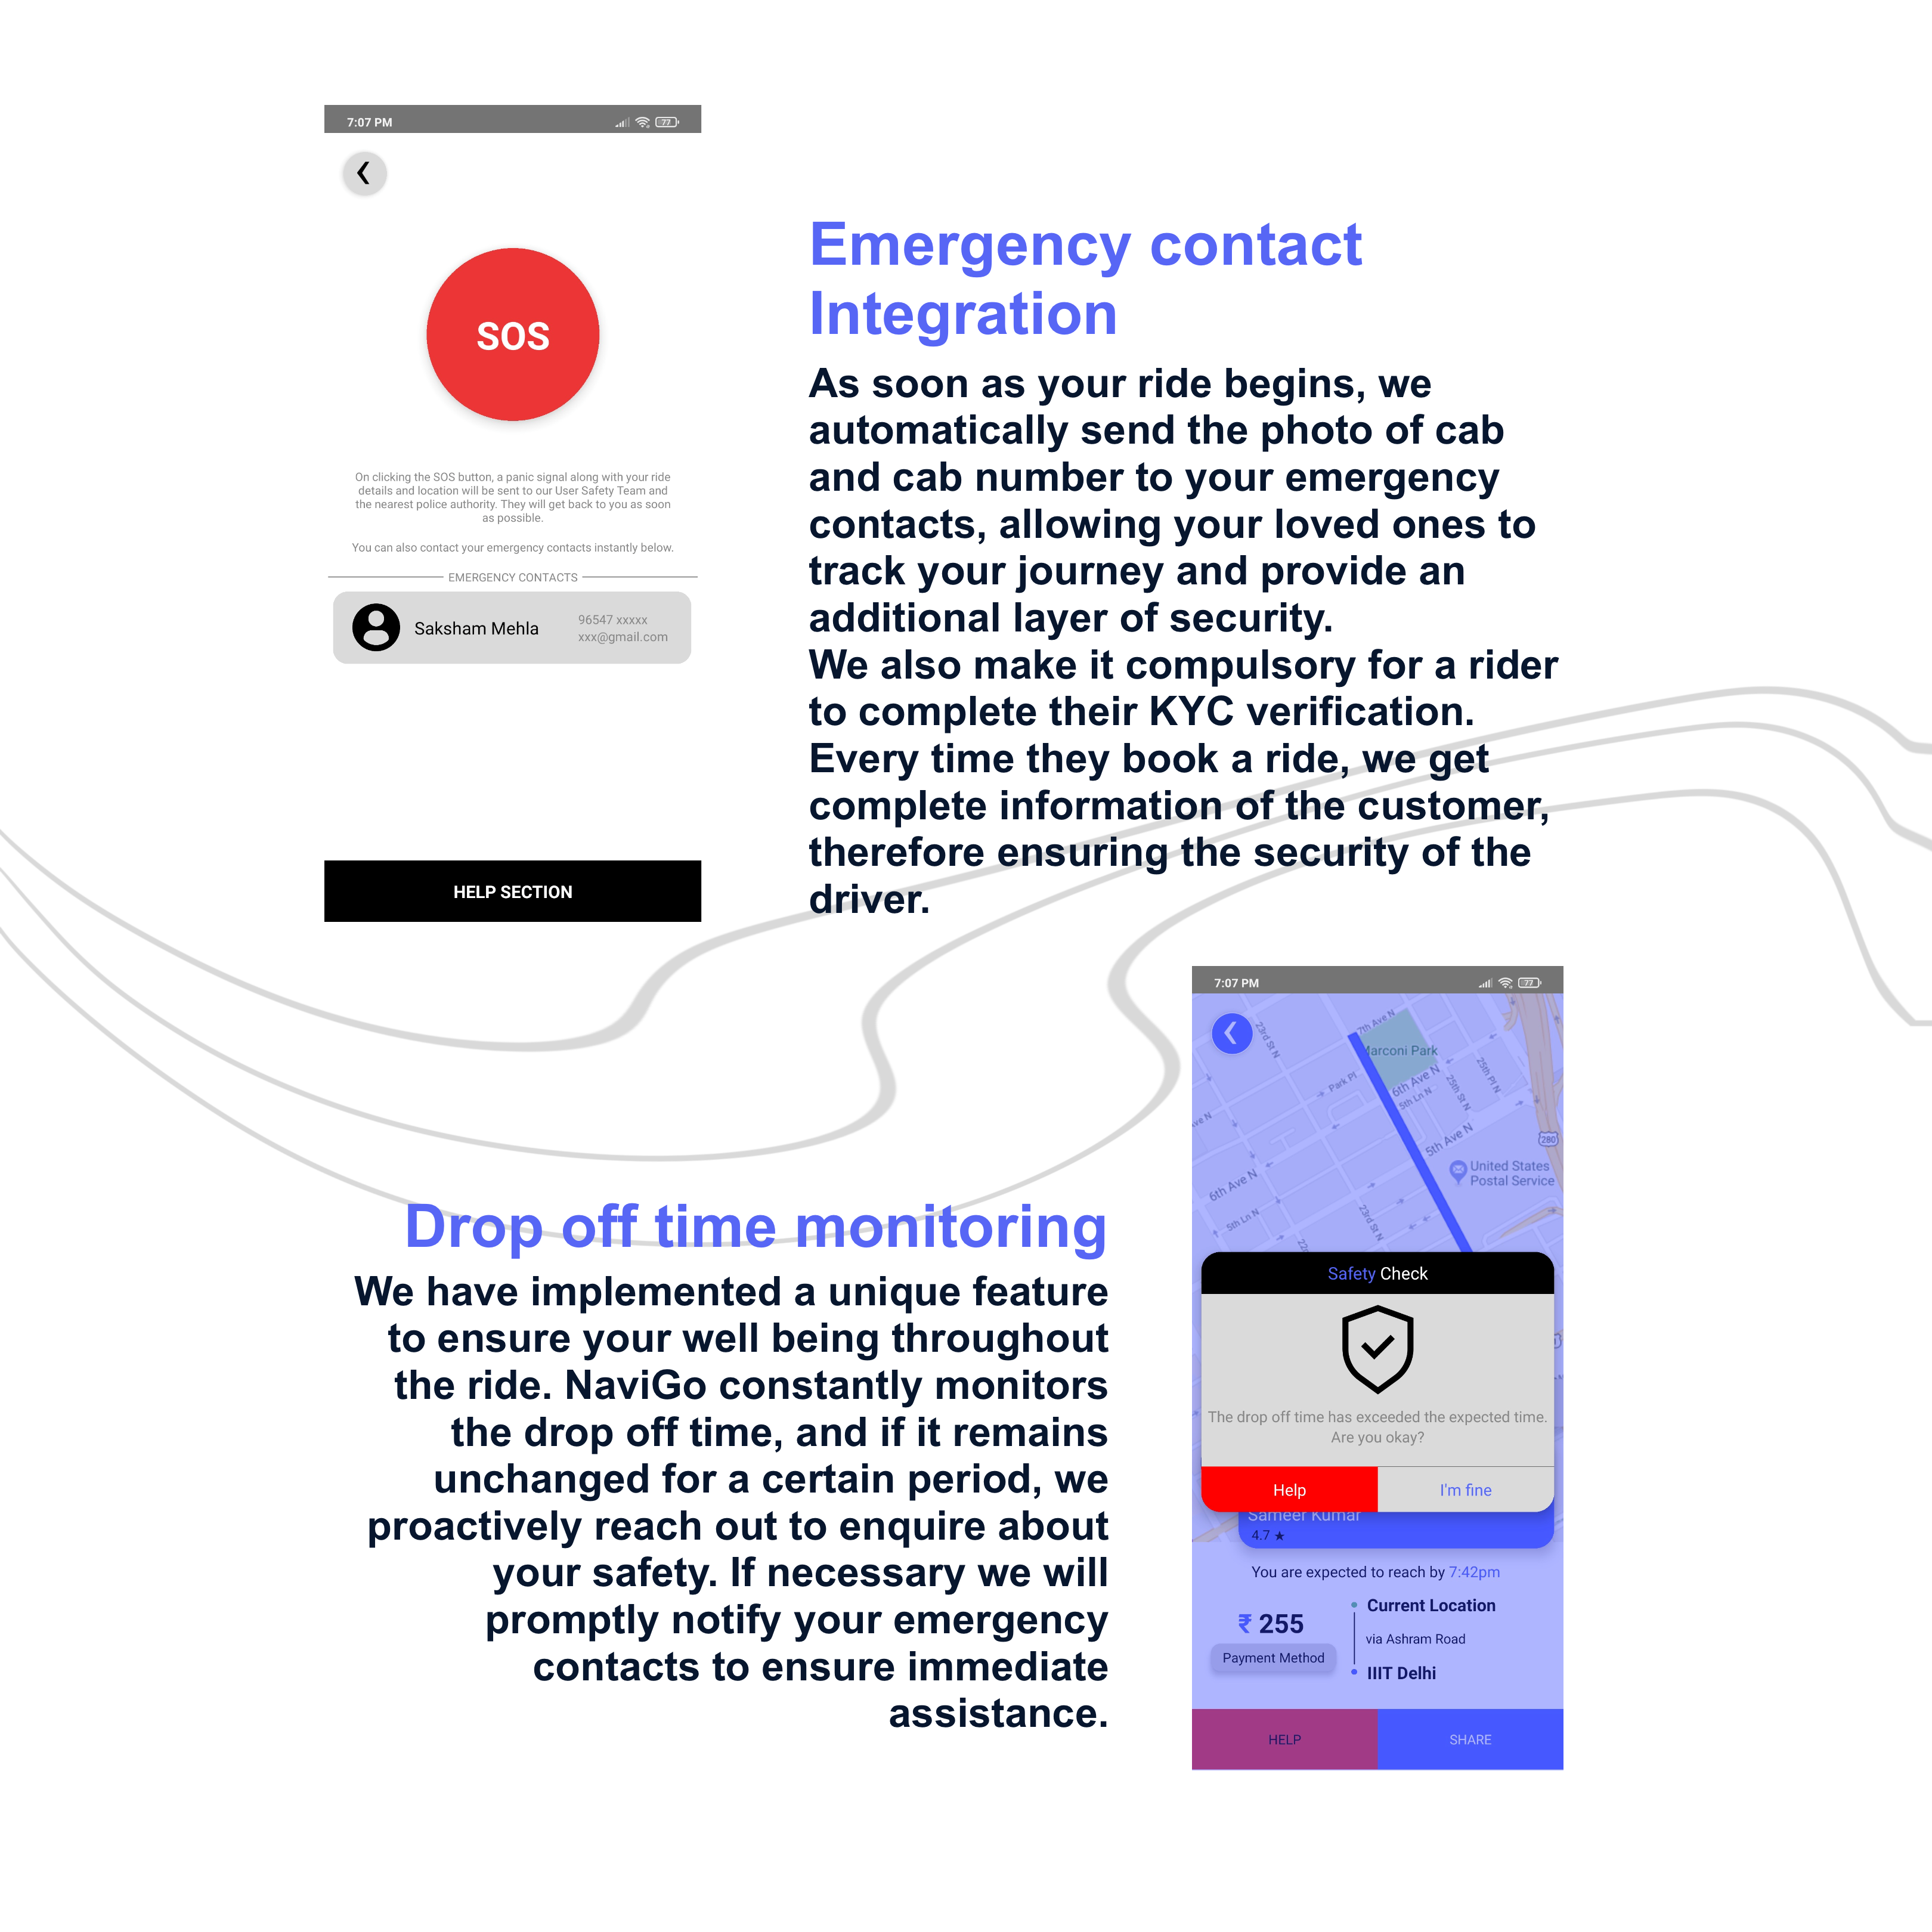 7:07 PM
77
SOS
On clicking the SOS button, a panic signal along with your ride
details and location will be sent to our User Safety Team and
the nearest police authority. They will get back to you as soon
as possible.
You can also contact your emergency contacts instantly below.
EMERGENCY CONTACTS
Saksham Mehla
96547 xxxxx
xxx@gmail.com
HELP SECTION
Emergency contact
Integration
As soon as your ride begins, we
automatically send the photo of cab
and cab number to your emergency
contacts, allowing your loved ones to
track your journey and provide an
additional layer of security.
We also make it compulsory for a rider
to complete their KYC verification.
Every time they book a ride, we get
complete information of the customer,
therefore ensuring the security of the
driver.
Drop off time monitoring
We have implemented a unique feature
to ensure your well being throughout
the ride. NaviGo constantly monitors
the drop off time, and if it remains
unchanged for a certain period, we
proactively reach out to enquire about
your safety. If necessary we will
promptly notify your emergency
contacts to ensure immediate
assistance.
7:07 PM
77
7th Ave N
23rd St N
Marconi Park
Park Pl
6th Ave N
5th Ln N
25th St N
25th Pl N
5th Ave N
280
United States
Postal Service
6th Ave N
5th Ln N
23rd St N
Safety Check
The drop off time has exceeded the expected time.
Are you okay?
Help
I'm fine
Sameer Kumar
4.7 ★
You are expected to reach by 7:42pm
₹ 255
Payment Method
Current Location
via Ashram Road
IIIT Delhi
HELP
SHARE